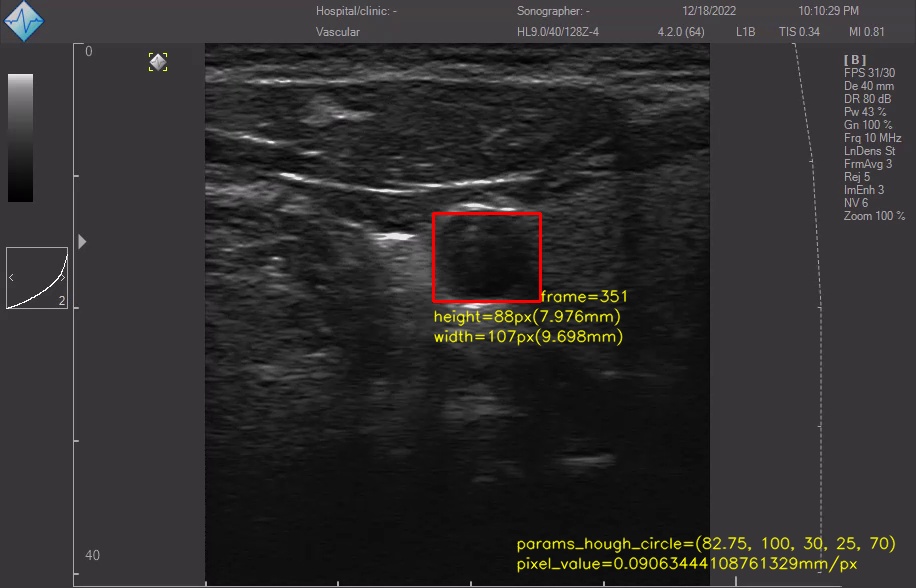 Hospital/clinic: - Sonographer: - 12/18/2022 10:10:29 PM
Vascular HL9.0/40/128Z-4 4.2.0 (64) L1B TIS 0.34 MI 0.81
0
[ B ]
FPS 31/30
De 40 mm
DR 80 dB
Pw 43 %
Gn 100 %
Frq 10 MHz
LnDens St
FrmAvg 3
Rej 5
ImEnh 3
NV 6
Zoom 100 %
2
frame=351
height=88px(7.976mm)
width=107px(9.698mm)
40
params_hough_circle=(82.75, 100, 30, 25, 70)
pixel_value=0.09063444108761329mm/px